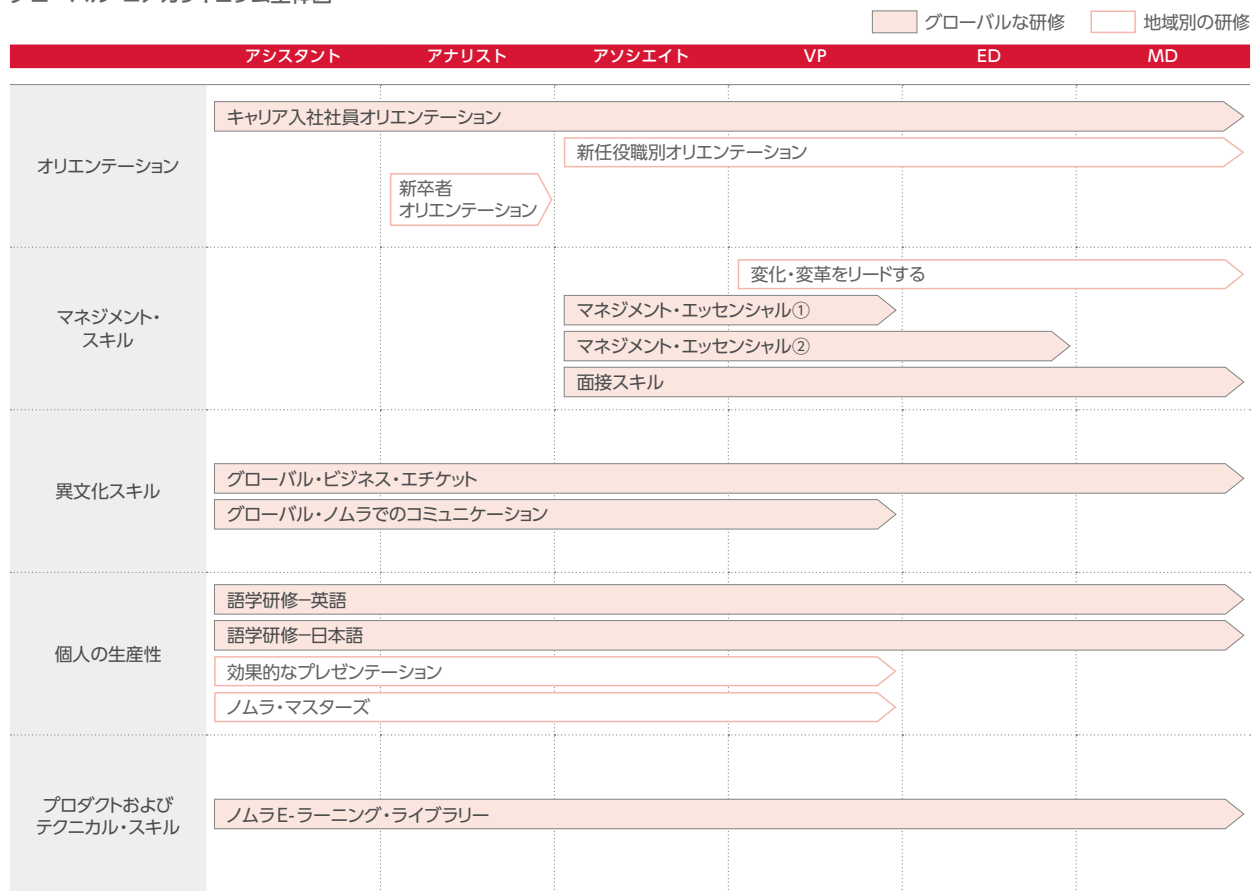 グローバルな研修
地域別の研修
アシスタント
アナリスト
アソシエイト
VP
ED
MD
オリエンテーション
キャリア入社社員オリエンテーション
新任役職別オリエンテーション
新卒者
オリエンテーション
マネジメント・
スキル
変化・変革をリードする
マネジメント・エッセンシャル①
マネジメント・エッセンシャル②
面接スキル
異文化スキル
グローバル・ビジネス・エチケット
グローバル・ノムラでのコミュニケーション
個人の生産性
語学研修–英語
語学研修–日本語
効果的なプレゼンテーション
ノムラ・マスターズ
プロダクトおよび
テクニカル・スキル
ノムラE-ラーニング・ライブラリー